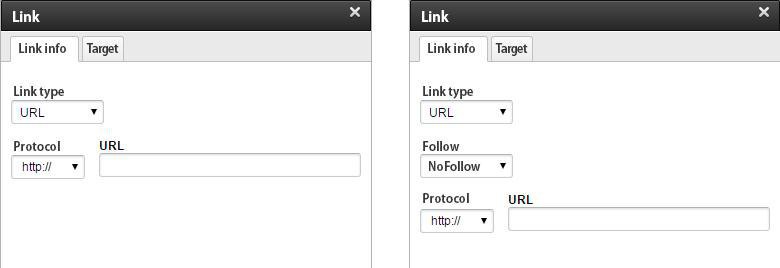 Link
Link info Target
Link type
URL
Protocol URL
http://
Link
Link info Target
Link type
URL
Follow
NoFollow
Protocol URL
http://